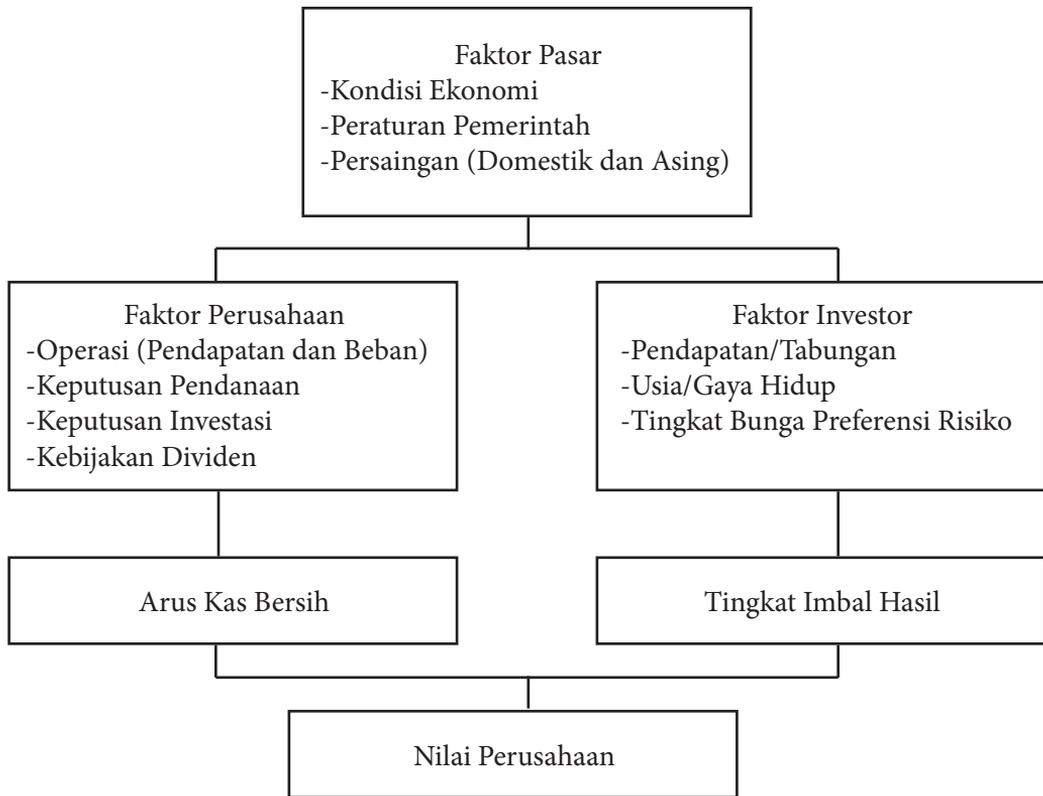 Faktor Pasar
-Kondisi Ekonomi
-Peraturan Pemerintah
-Persaingan (Domestik dan Asing)
Faktor Perusahaan
-Operasi (Pendapatan dan Beban)
-Keputusan Pendanaan
-Keputusan Investasi
-Kebijakan Dividen
Faktor Investor
-Pendapatan/Tabungan
-Usia/Gaya Hidup
-Tingkat Bunga Preferensi Risiko
Arus Kas Bersih
Tingkat Imbal Hasil
Nilai Perusahaan